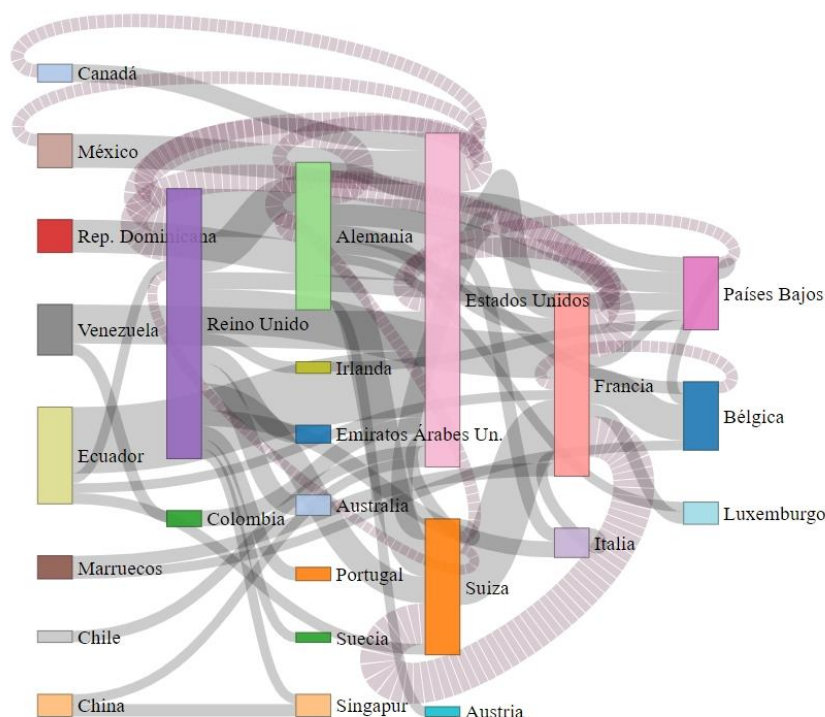 Canadá
México
Rep. Dominicana
Alemania
Países Bajos
Estados Unidos
Venezuela
Reino Unido
Irlanda
Francia
Bélgica
Emiratos Árabes Un.
Ecuador
Australia
Colombia
Luxemburgo
Italia
Marruecos
Portugal
Suiza
Chile
Suecia
China
Singapur
Austria